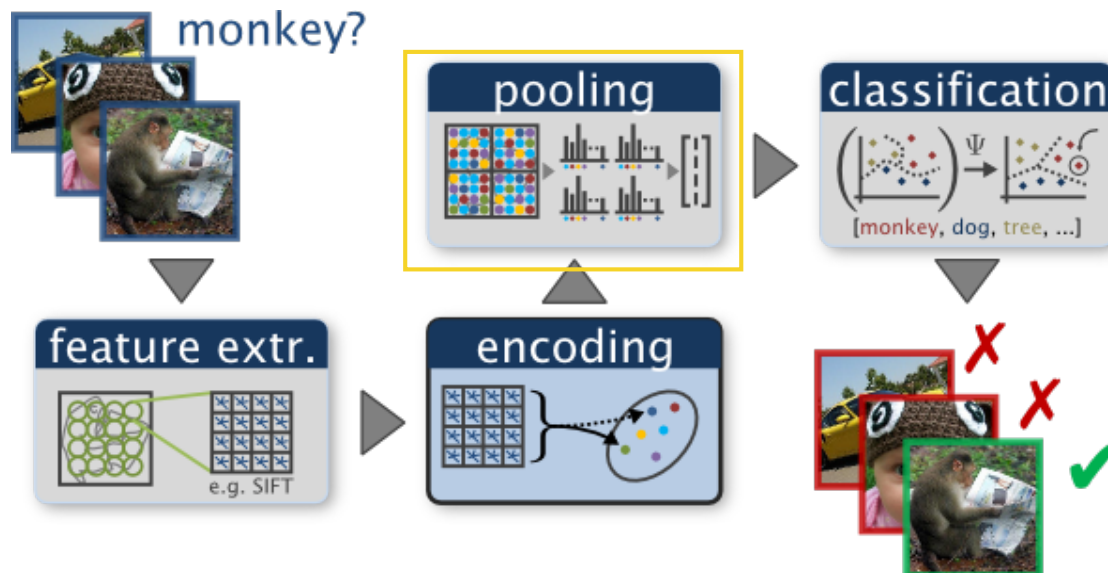 monkey?
feature extr.
e.g. SIFT
encoding
pooling
classification
Ψ
[monkey, dog, tree, ...]